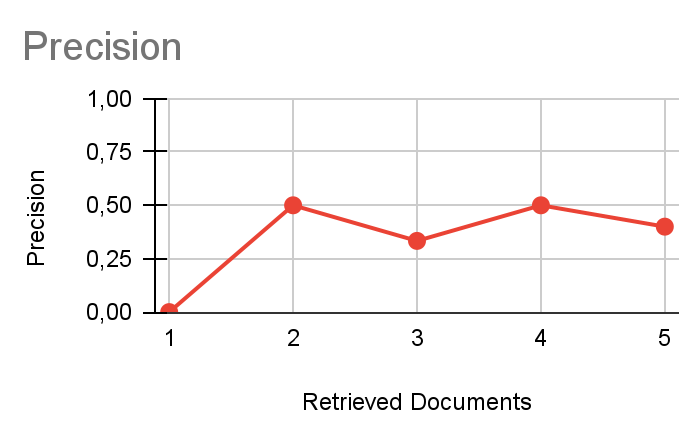 Precision
1,00
0,75
0,50
0,25
0,00
Precision
1 2 3 4 5
Retrieved Documents